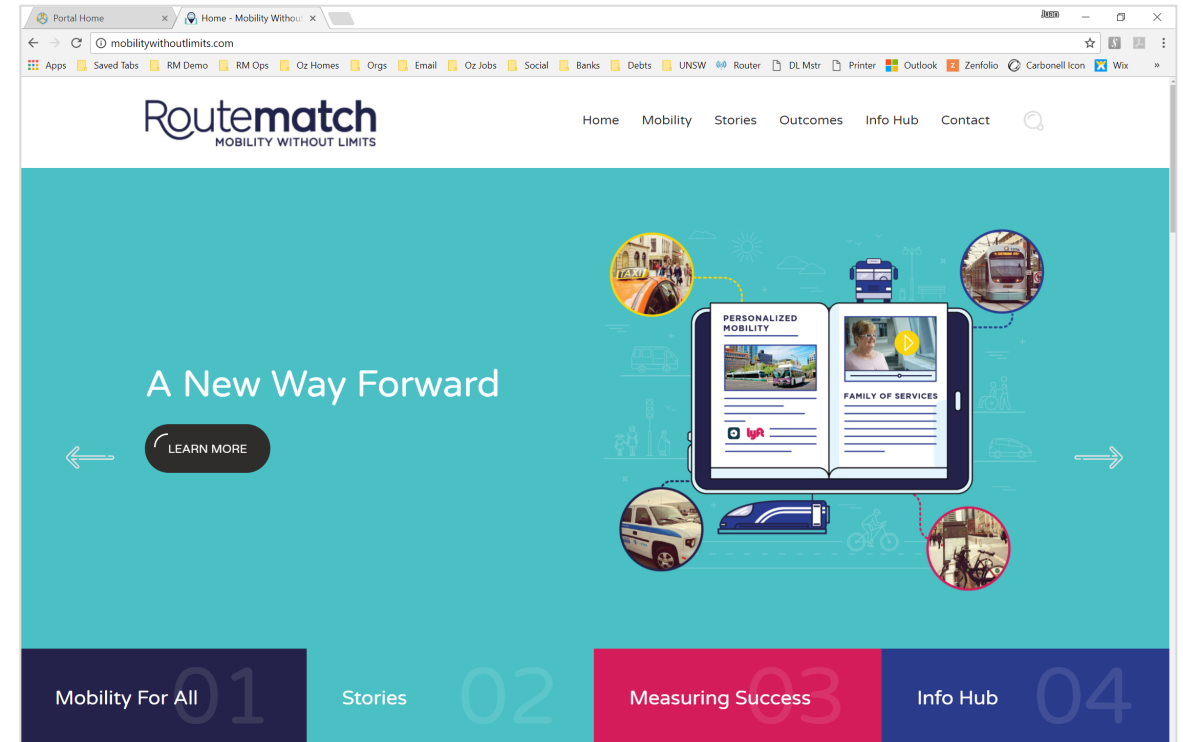 Portal Home
Home - Mobility Withou
Juan
mobilitywithoutlimits.com
Apps Saved Tabs RM Demo RM Ops Oz Homes Orgs Email Oz Jobs Social Banks Debts UNSW Router DL Mstr Printer Outlook Zenfolio Carbonell Icon Wix »
Routematch
MOBILITY WITHOUT LIMITS
Home Mobility Stories Outcomes Info Hub Contact
A New Way Forward
LEARN MORE
TAXI
PERSONALIZED
MOBILITY
lyft
FAMILY OF SERVICES
Mobility For All 01
Stories 02
Measuring Success 03
Info Hub 04